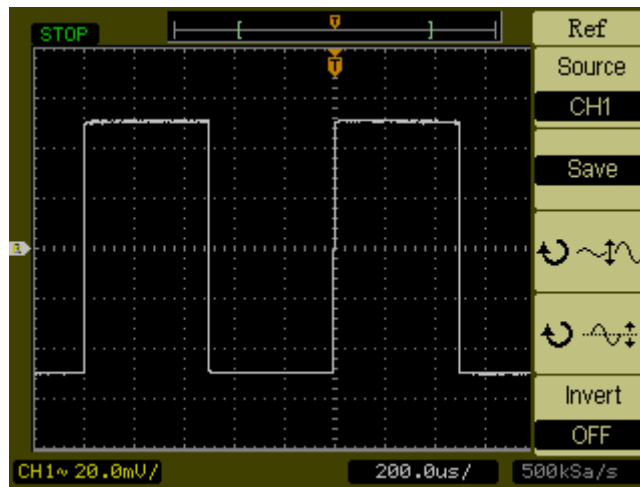 STOP
T
T
Ref
Source
CH1
Save
Invert
OFF
CH1~ 20.0mV/
200.0us/
500kSa/s